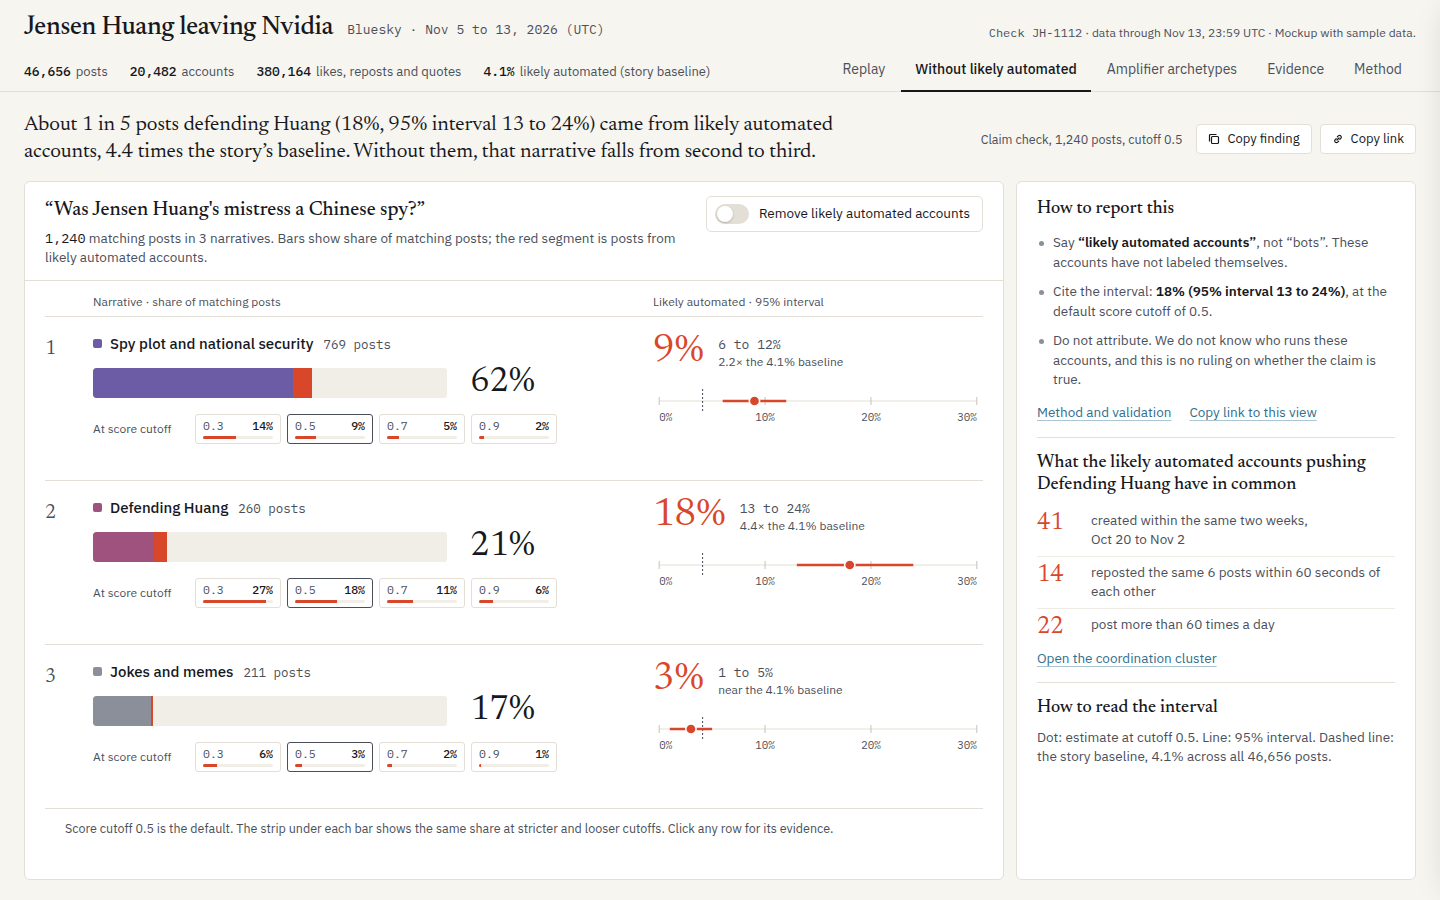 Jensen Huang leaving Nvidia Bluesky · Nov 5 to 13, 2026 (UTC)
Check JH-1112 · data through Nov 13, 23:59 UTC · Mockup with sample data.
46,656 posts 20,482 accounts 380,164 likes, reposts and quotes 4.1% likely automated (story baseline)
Replay Without likely automated Amplifier archetypes Evidence Method
About 1 in 5 posts defending Huang (18%, 95% interval 13 to 24%) came from likely automated
accounts, 4.4 times the story’s baseline. Without them, that narrative falls from second to third.
Claim check, 1,240 posts, cutoff 0.5 Copy finding Copy link
“Was Jensen Huang's mistress a Chinese spy?”
Remove likely automated accounts
1,240 matching posts in 3 narratives. Bars show share of matching posts; the red segment is posts from
likely automated accounts.
Narrative · share of matching posts Likely automated · 95% interval
1 Spy plot and national security 769 posts
62%
9% 6 to 12%
2.2× the 4.1% baseline
0% 10% 20% 30%
At score cutoff 0.3 14% 0.5 9% 0.7 5% 0.9 2%
2 Defending Huang 260 posts
21%
18% 13 to 24%
4.4× the 4.1% baseline
0% 10% 20% 30%
At score cutoff 0.3 27% 0.5 18% 0.7 11% 0.9 6%
3 Jokes and memes 211 posts
17%
3% 1 to 5%
near the 4.1% baseline
0% 10% 20% 30%
At score cutoff 0.3 6% 0.5 3% 0.7 2% 0.9 1%
Score cutoff 0.5 is the default. The strip under each bar shows the same share at stricter and looser cutoffs. Click any row for its evidence.
How to report this
Say “likely automated accounts”, not “bots”. These
accounts have not labeled themselves.
Cite the interval: 18% (95% interval 13 to 24%), at the
default score cutoff of 0.5.
Do not attribute. We do not know who runs these
accounts, and this is no ruling on whether the claim is
true.
Method and validation Copy link to this view
What the likely automated accounts pushing
Defending Huang have in common
41 created within the same two weeks,
Oct 20 to Nov 2
14 reposted the same 6 posts within 60 seconds of
each other
22 post more than 60 times a day
Open the coordination cluster
How to read the interval
Dot: estimate at cutoff 0.5. Line: 95% interval. Dashed line:
the story baseline, 4.1% across all 46,656 posts.